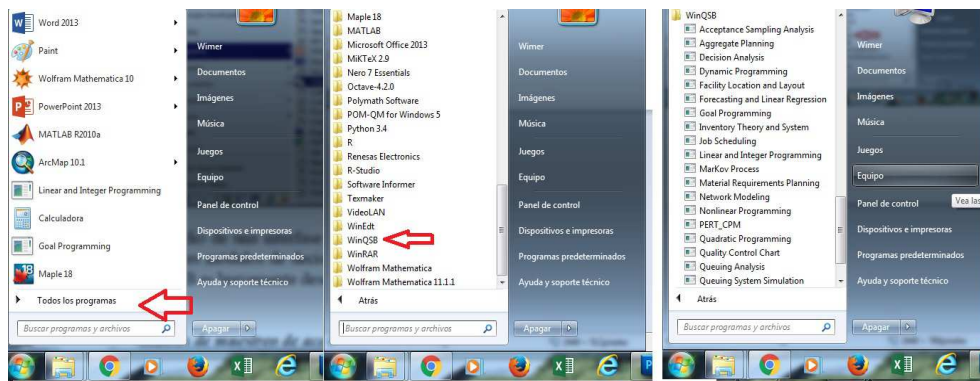 Word 2013
Paint
Wolfram Mathematica 10
PowerPoint 2013
MATLAB R2010a
ArcMap 10.1
Linear and Integer Programming
Calculadora
Goal Programming
Maple 18
Todos los programas
Buscar programas y archivos
Wimer
Documentos
Imágenes
Música
Juegos
Equipo
Panel de control
Dispositivos e impresoras
Programas predeterminados
Ayuda y soporte técnico
Apagar
Maple 18
MATLAB
Microsoft Office 2013
MiKTeX 2.9
Nero 7 Essentials
Octave-4.2.0
Polymath Software
POM-QM for Windows 5
Python 3.4
R
Renesas Electronics
R-Studio
Software Informer
Texmaker
VideoLAN
WinEdt
WinQSB
WinRAR
Wolfram Mathematica
Wolfram Mathematica 11.1.1
Atrás
Buscar programas y archivos
Wimer
Documentos
Imágenes
Música
Juegos
Equipo
Panel de control
Dispositivos e impresoras
Programas predeterminados
Ayuda y soporte técnico
Apagar
WinQSB
Acceptance Sampling Analysis
Aggregate Planning
Decision Analysis
Dynamic Programming
Facility Location and Layout
Forecasting and Linear Regression
Goal Programming
Inventory Theory and System
Job Scheduling
Linear and Integer Programming
MarKov Process
Material Requirements Planning
Network Modeling
Nonlinear Programming
PERT_CPM
Quadratic Programming
Quality Control Chart
Queuing Analysis
Queuing System Simulation
Atrás
Buscar programas y archivos
Wimer
Documentos
Imágenes
Música
Juegos
Equipo
Vea las
Panel de control
Dispositivos e impresoras
Programas predeterminados
Ayuda y soporte técnico
Apagar